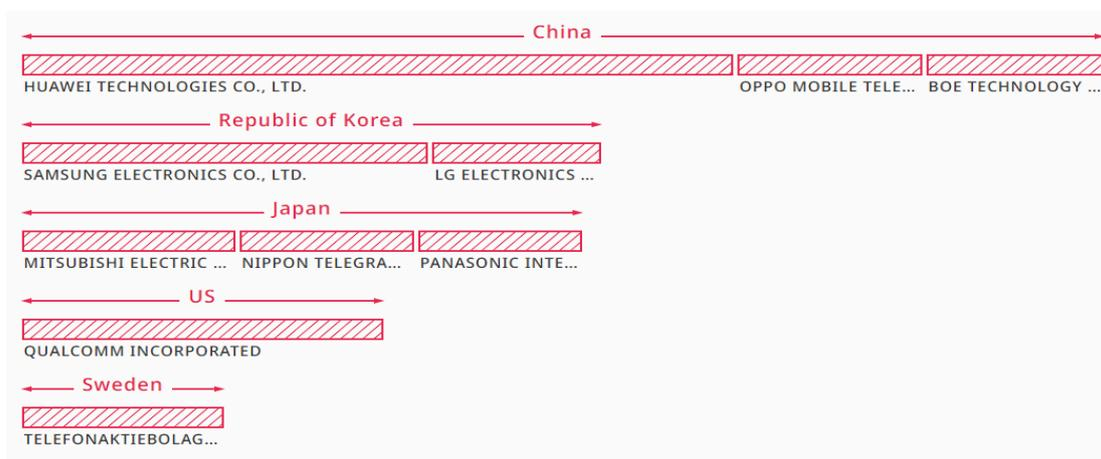 China
HUAWEI TECHNOLOGIES CO., LTD. OPPO MOBILE TELE... BOE TECHNOLOGY ...
Republic of Korea
SAMSUNG ELECTRONICS CO., LTD. LG ELECTRONICS ...
Japan
MITSUBISHI ELECTRIC ... NIPPON TELEGRA... PANASONIC INTE...
US
QUALCOMM INCORPORATED
Sweden
TELEFONAKTIEBOLAG...